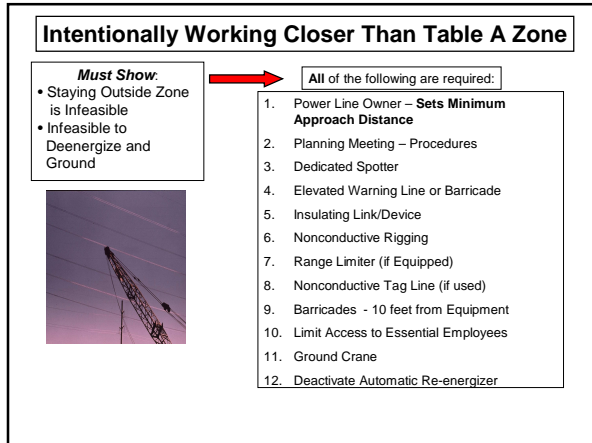 Intentionally Working Closer Than Table A Zone
Must Show:
• Staying Outside Zone
is Infeasible
• Infeasible to
Deenergize and
Ground
All of the following are required:
1. Power Line Owner – Sets Minimum
Approach Distance
2. Planning Meeting – Procedures
3. Dedicated Spotter
4. Elevated Warning Line or Barricade
5. Insulating Link/Device
6. Nonconductive Rigging
7. Range Limiter (if Equipped)
8. Nonconductive Tag Line (if used)
9. Barricades - 10 feet from Equipment
10. Limit Access to Essential Employees
11. Ground Crane
12. Deactivate Automatic Re-energizer